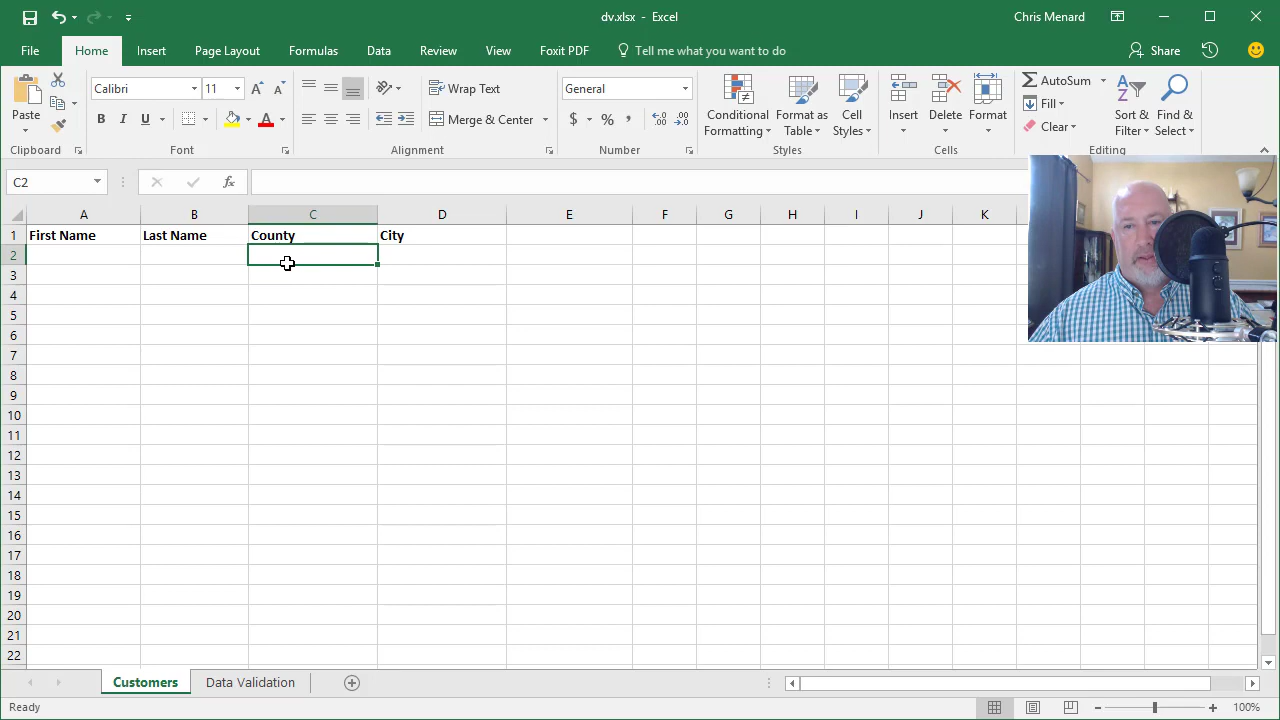 dv.xlsx - Excel
Chris Menard
File Home Insert Page Layout Formulas Data Review View Foxit PDF Tell me what you want to do Share
Calibri 11 Wrap Text General AutoSum
Paste B I U Merge & Center $ % , Conditional Formatting Format as Table Cell Styles Insert Delete Format Fill Clear Sort & Filter Find & Select
Clipboard Font Alignment Number Styles Cells Editing
C2 fx
A B C D E F G H I J K
1 First Name Last Name County City
2
3
4
5
6
7
8
9
10
11
12
13
14
15
16
17
18
19
20
21
22
Customers Data Validation
Ready 100%